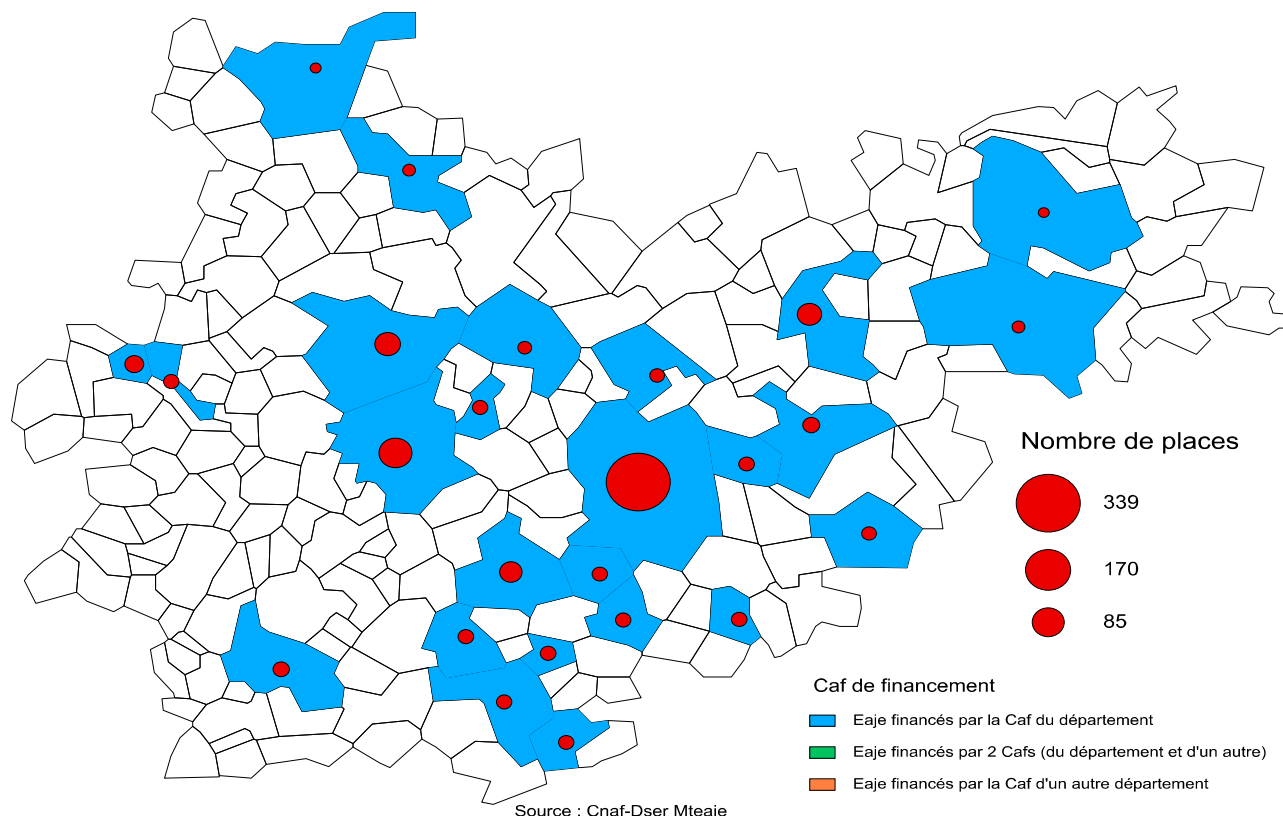 Nombre de places
339
170
85
Caf de financement
Eaje financés par la Caf du département
Eaje financés par 2 Cafs (du département et d'un autre)
Eaje financés par la Caf d'un autre département
Source : Cnaf-Dser Mteaie